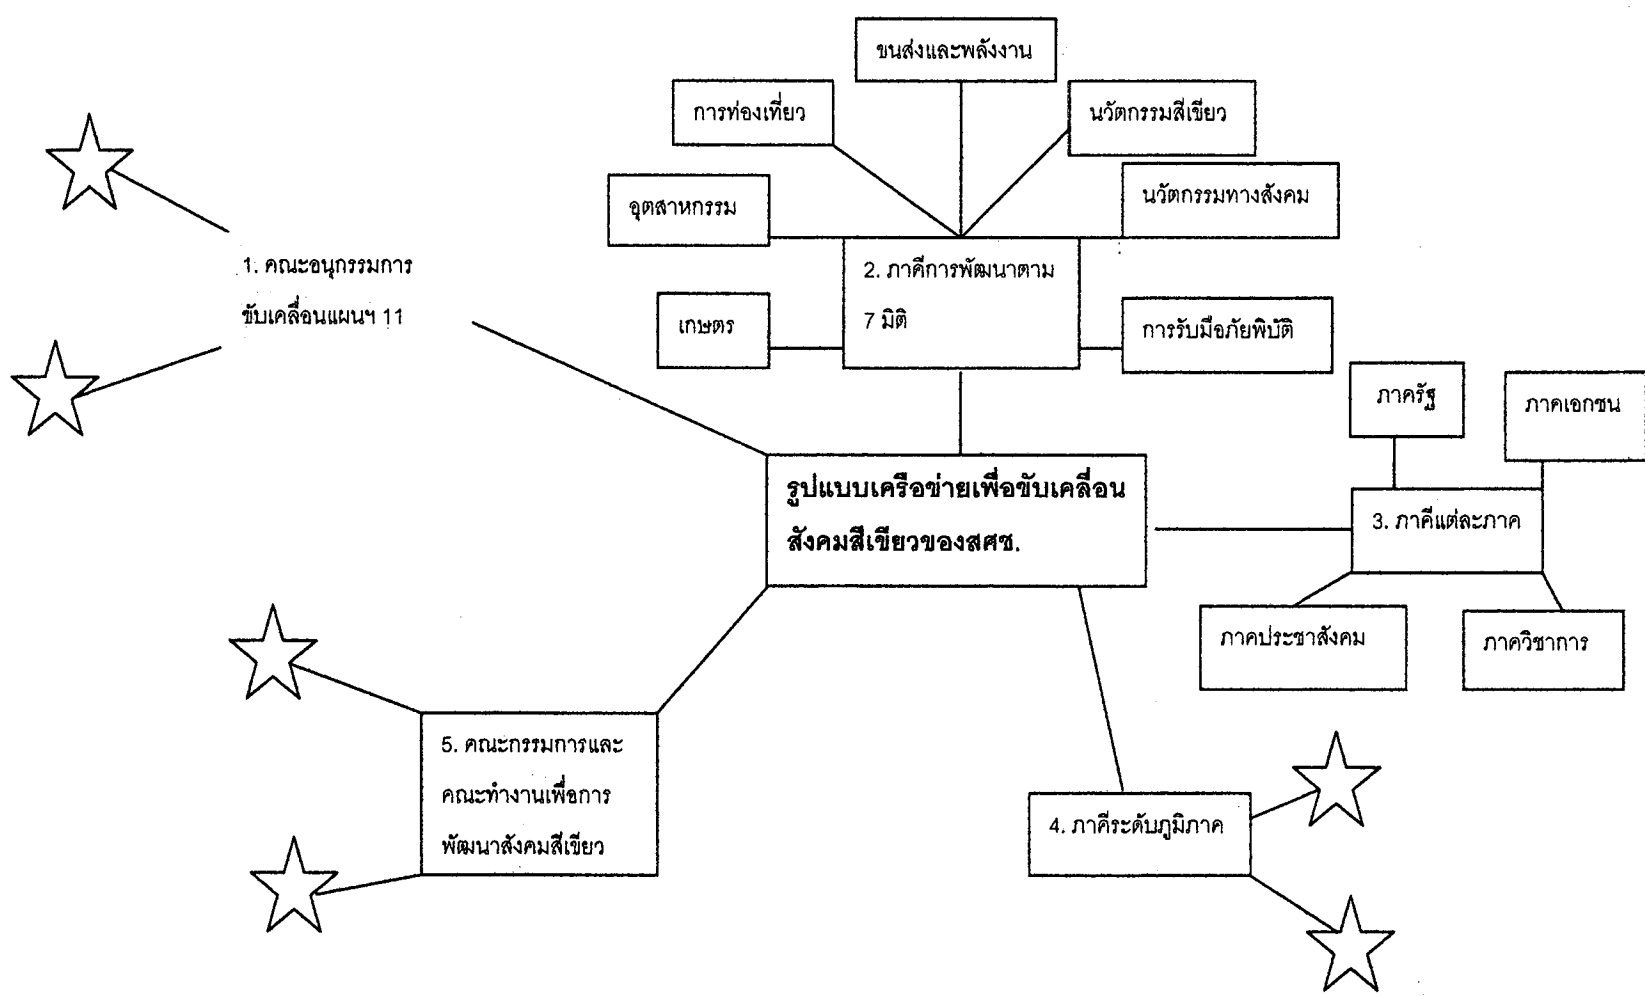 ขนส่งและพลังงาน
การท่องเที่ยว
นวัตกรรมสีเขียว
อุตสาหกรรม
นวัตกรรมทางสังคม
1. คณะอนุกรรมการ
ขับเคลื่อนแผนฯ 11
2. ภาคีการพัฒนาตาม
7 มิติ
เกษตร
การรับมือภัยพิบัติ
ภาครัฐ
ภาคเอกชน
รูปแบบเครือข่ายเพื่อขับเคลื่อน
สังคมสีเขียวของสศช.
3. ภาคีแต่ละภาค
ภาคประชาสังคม
ภาควิชาการ
5. คณะกรรมการและ
คณะทำงานเพื่อการ
พัฒนาสังคมสีเขียว
4. ภาคีระดับภูมิภาค